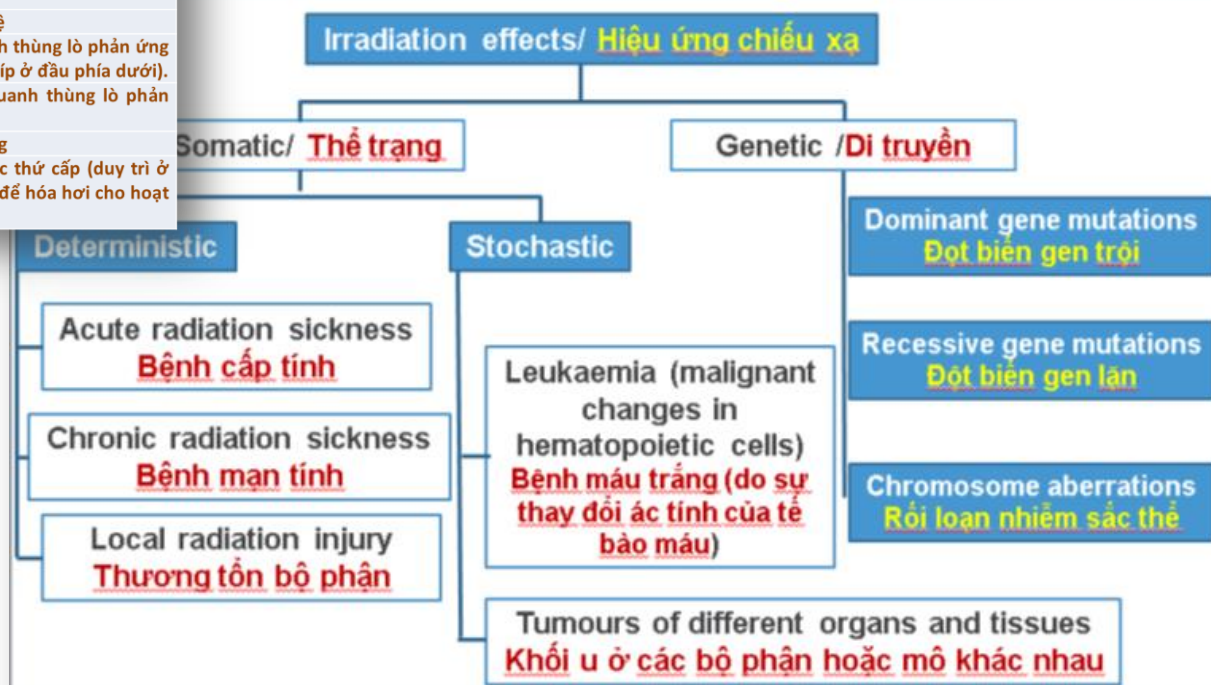 thùng lò phản ứng
ở đầu phía dưới).
thùng lò phản
thứ cấp (duy trì ở
để hóa hơi cho hoạt
Irradiation effects/ Hiệu ứng chiếu xạ
Somatic/ Thể trạng
Genetic /Di truyền
Deterministic
Stochastic
Dominant gene mutations
Đọt biến gen trội
Acute radiation sickness
Bệnh cấp tính
Recessive gene mutations
Đột biến gen lặn
Leukaemia (malignant
changes in
hematopoietic cells)
Bệnh máu trắng (do sự
thay đổi ác tính của tế
bào máu)
Chronic radiation sickness
Bệnh mạn tính
Chromosome aberrations
Rối loạn nhiễm sắc thể
Local radiation injury
Thương tổn bộ phận
Tumours of different organs and tissues
Khối u ở các bộ phận hoặc mô khác nhau